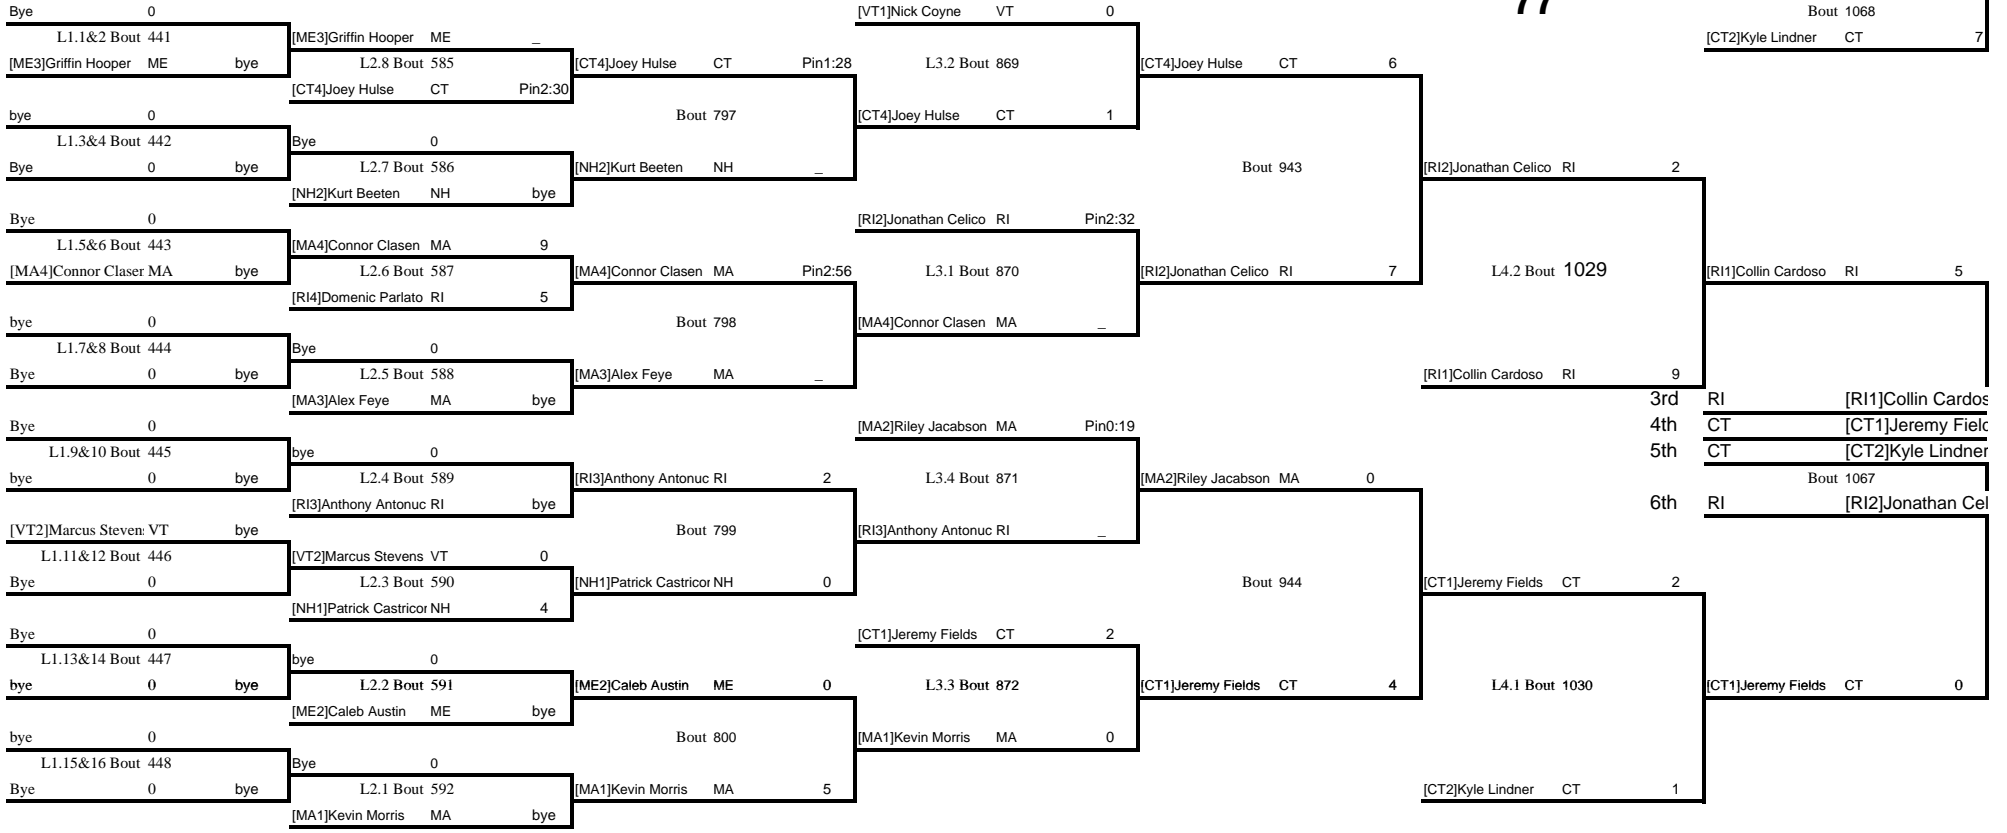 Bye 0 [VT1]Nick Coyne VT 0 77 Bout 1068
L1.1&2 Bout 441 [ME3]Griffin Hooper ME _ [CT2]Kyle Lindner CT 7
[ME3]Griffin Hooper ME bye L2.8 Bout 585 [CT4]Joey Hulse CT Pin1:28 L3.2 Bout 869 [CT4]Joey Hulse CT 6
[CT4]Joey Hulse CT Pin2:30
bye 0 Bout 797 [CT4]Joey Hulse CT 1
L1.3&4 Bout 442 Bye 0
Bye 0 bye L2.7 Bout 586 [NH2]Kurt Beeten NH _ Bout 943 [RI2]Jonathan Celico RI 2
[NH2]Kurt Beeten NH bye
Bye 0 [RI2]Jonathan Celico RI Pin2:32
L1.5&6 Bout 443 [MA4]Connor Clasen MA 9
[MA4]Connor Claser MA bye L2.6 Bout 587 [MA4]Connor Clasen MA Pin2:56 L3.1 Bout 870 [RI2]Jonathan Celico RI 7 L4.2 Bout 1029 [RI1]Collin Cardoso RI 5
[RI4]Domenic Parlato RI 5
bye 0 Bout 798 [MA4]Connor Clasen MA _
L1.7&8 Bout 444 Bye 0
Bye 0 bye L2.5 Bout 588 [MA3]Alex Feye MA _ [RI1]Collin Cardoso RI 9
[MA3]Alex Feye MA bye 3rd RI [RI1]Collin Cardos
Bye 0 [MA2]Riley Jacabson MA Pin0:19 4th CT [CT1]Jeremy Fielc
L1.9&10 Bout 445 bye 0 5th CT [CT2]Kyle Lindner
bye 0 bye L2.4 Bout 589 [RI3]Anthony Antonuc RI 2 L3.4 Bout 871 [MA2]Riley Jacabson MA 0 Bout 1067
[RI3]Anthony Antonuc RI bye 6th RI [RI2]Jonathan Cel
[VT2]Marcus Steven: VT bye Bout 799 [RI3]Anthony Antonuc RI _
L1.11&12 Bout 446 [VT2]Marcus Stevens VT 0
Bye 0 L2.3 Bout 590 [NH1]Patrick Castricor NH 0 Bout 944 [CT1]Jeremy Fields CT 2
[NH1]Patrick Castricor NH 4
Bye 0 [CT1]Jeremy Fields CT 2
L1.13&14 Bout 447 bye 0
bye 0 bye L2.2 Bout 591 [ME2]Caleb Austin ME 0 L3.3 Bout 872 [CT1]Jeremy Fields CT 4 L4.1 Bout 1030 [CT1]Jeremy Fields CT 0
[ME2]Caleb Austin ME bye
bye 0 Bout 800 [MA1]Kevin Morris MA 0
L1.15&16 Bout 448 Bye 0
Bye 0 bye L2.1 Bout 592 [MA1]Kevin Morris MA 5 [CT2]Kyle Lindner CT 1
[MA1]Kevin Morris MA bye